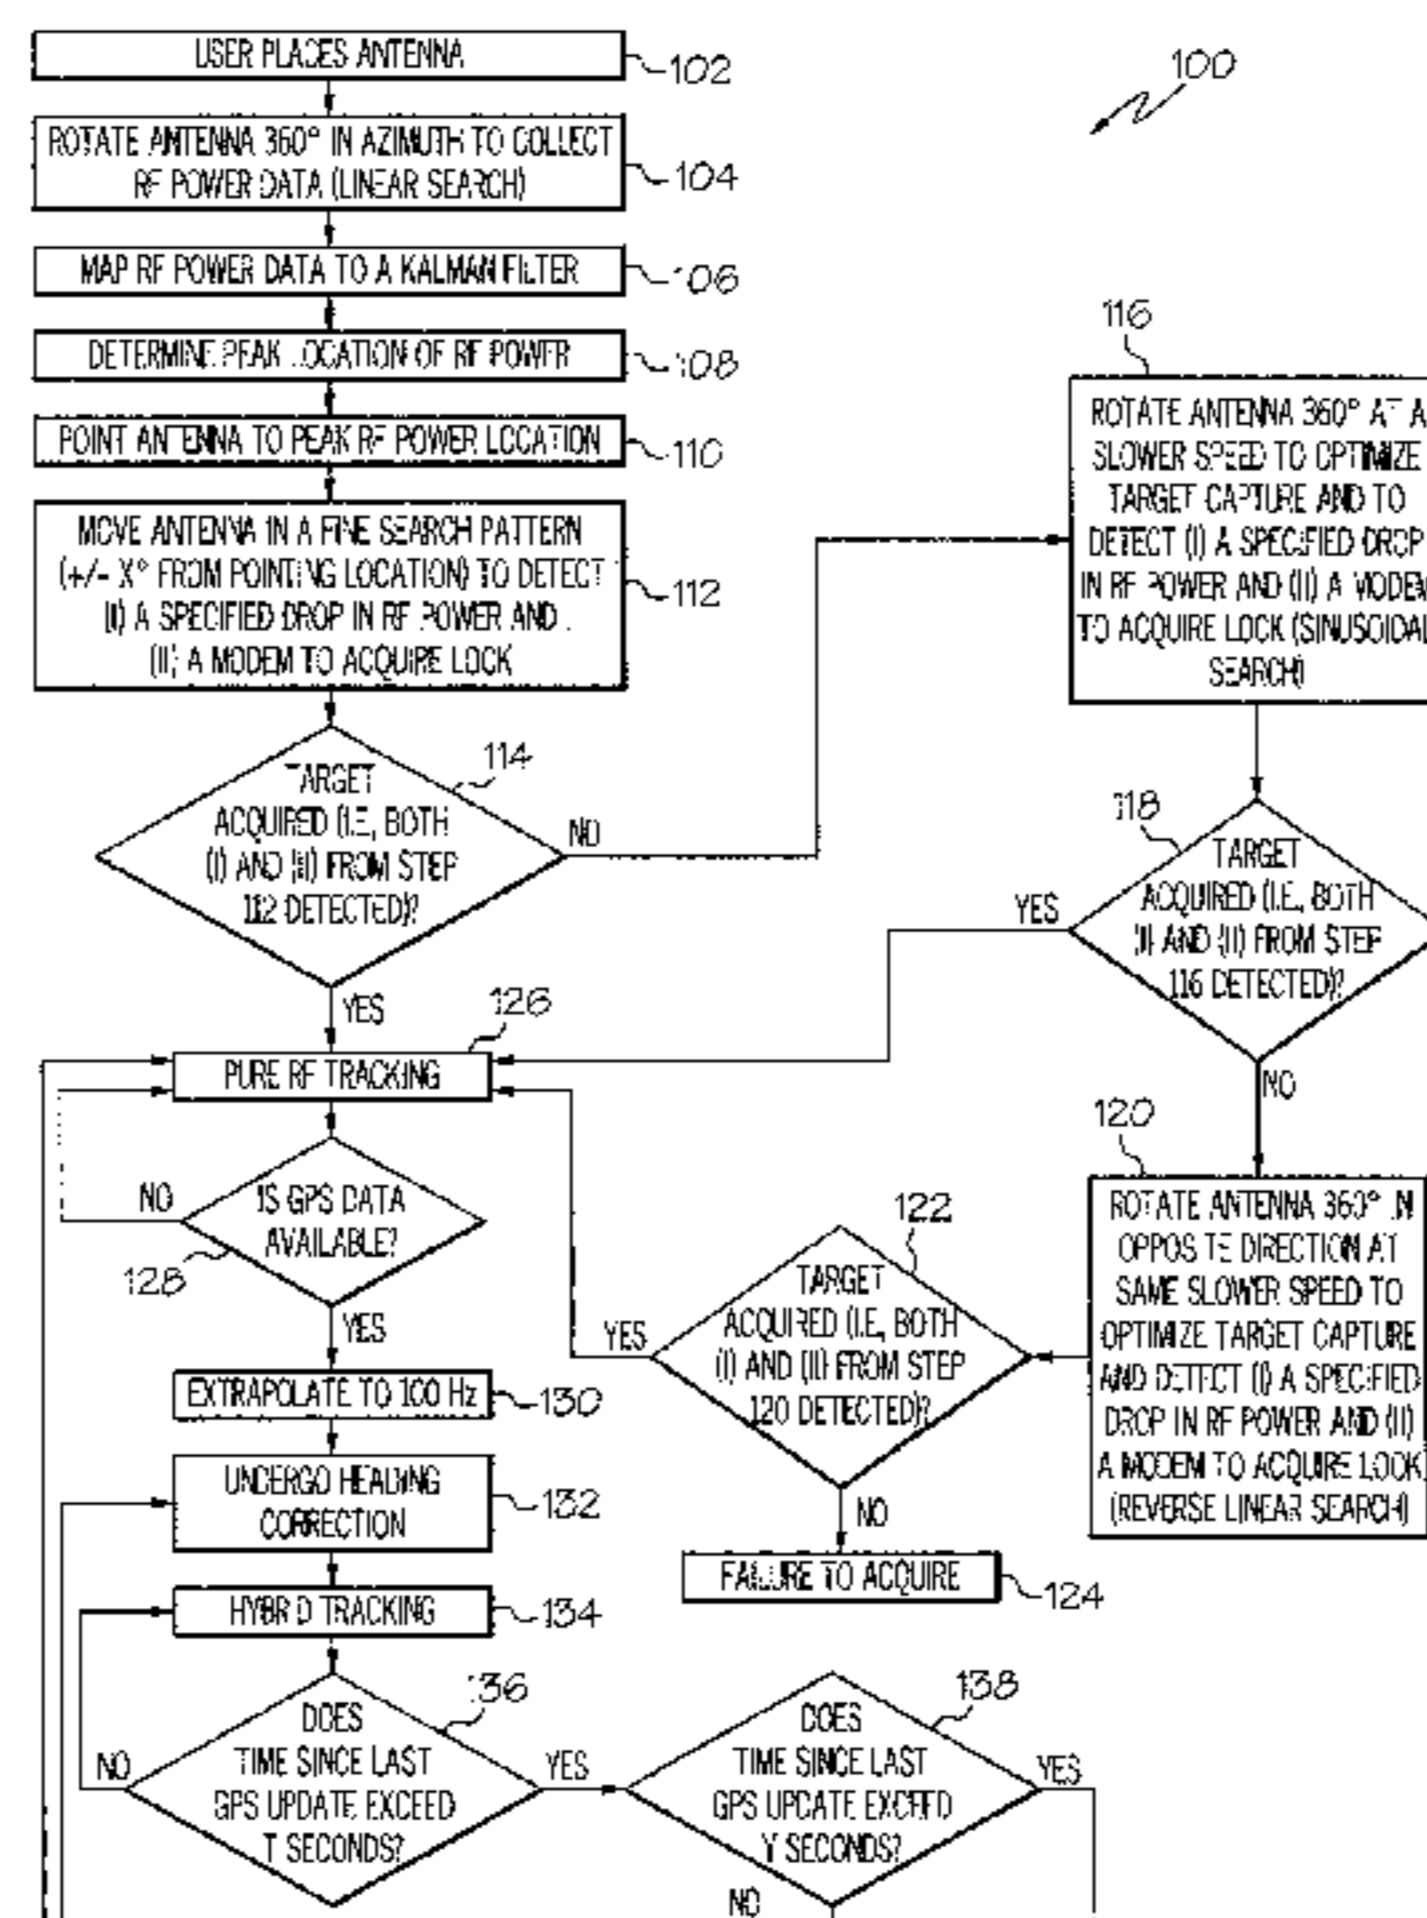 USER PLACES ANTENNA
102
100
ROTATE ANTENNA 360° IN AZIMUTH TO COLLECT
RF POWER DATA (LINEAR SEARCH)
104
MAP RF POWER DATA TO A KALMAN FILTER
106
DETERMINE PEAK LOCATION OF RF POWER
108
POINT ANTENNA TO PEAK RF POWER LOCATION
110
MOVE ANTENNA IN A FINE SEARCH PATTERN
(+/- X° FROM POINTING LOCATION) TO DETECT
(I) A SPECIFIED DROP IN RF POWER AND
(II) A MODEM TO ACQUIRE LOCK
112
TARGET
ACQUIRED (I.E., BOTH
(I) AND (II) FROM STEP
112 DETECTED)?
114
NO
YES
116
ROTATE ANTENNA 360° AT A
SLOWER SPEED TO OPTIMIZE
TARGET CAPTURE AND TO
DETECT (I) A SPECIFIED DROP
IN RF POWER AND (II) A MODEM
TO ACQUIRE LOCK (SINUSOIDAL
SEARCH)
118
TARGET
ACQUIRED (I.E., BOTH
(I) AND (II) FROM STEP
116 DETECTED)?
YES
NO
120
ROTATE ANTENNA 360° IN
OPPOSITE DIRECTION AT
SAME SLOWER SPEED TO
OPTIMIZE TARGET CAPTURE
AND DETECT (I) A SPECIFIED
DROP IN RF POWER AND (II)
A MODEM TO ACQUIRE LOCK
(REVERSE LINEAR SEARCH)
122
TARGET
ACQUIRED (I.E., BOTH
(I) AND (II) FROM STEP
120 DETECTED)?
YES
NO
FAILURE TO ACQUIRE
124
126
PURE RF TRACKING
IS GPS DATA
AVAILABLE?
128
NO
YES
EXTRAPOLATE TO 100 Hz
130
UNDERGO HEADING
CORRECTION
132
HYBRID TRACKING
134
136
DOES
TIME SINCE LAST
GPS UPDATE EXCEED
T SECONDS?
NO
YES
138
DOES
TIME SINCE LAST
GPS UPDATE EXCEED
Y SECONDS?
YES
NO